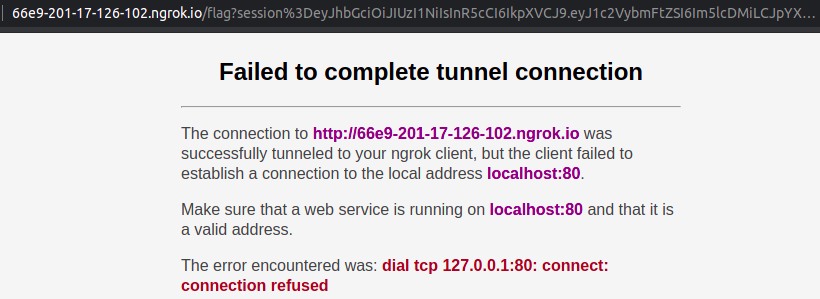 66e9-201-17-126-102.ngrok.io/flag?session%3DeyJhbGciOiJIUzI1NiIsInR5cCI6IkpXVCJ9.eyJ1c2VybmFtZSI6Im5lcDMiLCJpYX...
Failed to complete tunnel connection
The connection to http://66e9-201-17-126-102.ngrok.io was
successfully tunneled to your ngrok client, but the client failed to
establish a connection to the local address localhost:80.
Make sure that a web service is running on localhost:80 and that it is
a valid address.
The error encountered was: dial tcp 127.0.0.1:80: connect:
connection refused